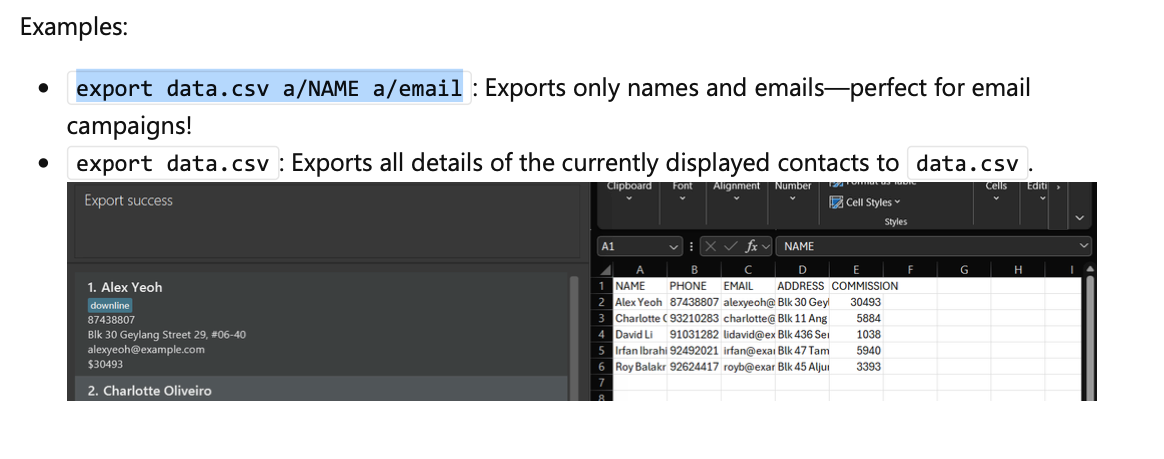 Examples:
export data.csv a/NAME a/email : Exports only names and emails—perfect for email
campaigns!
export data.csv : Exports all details of the currently displayed contacts to data.csv .
Export success
1. Alex Yeoh
downline
87438807
Blk 30 Geylang Street 29, #06-40
alexyeoh@example.com
$30493
2. Charlotte Oliveiro
Clipboard Font Alignment Number Format as Table Cells Editi
Cell Styles
Styles
A1 fx NAME
A B C D E F G H I
1 NAME PHONE EMAIL ADDRESS COMMISSION
2 Alex Yeoh 87438807 alexyeoh@ Blk 30 Geyl 30493
3 Charlotte 93210283 charlotte@ Blk 11 Ang 5884
4 David Li 91031282 lidavid@ex Blk 436 Ser 1038
5 Irfan Ibrahi 92492021 irfan@exar Blk 47 Tam 5940
6 Roy Balakr 92624417 royb@exar Blk 45 Alju 3393
7
8